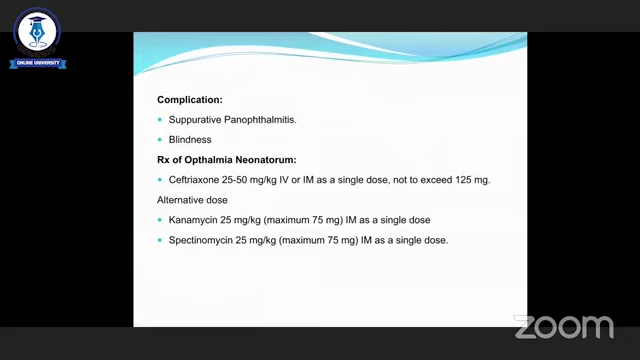 ONLINE UNIVERSITY
Complication:
Suppurative Panophthalmitis.
Blindness
Rx of Opthalmia Neonatorum:
Ceftriaxone 25-50 mg/kg IV or IM as a single dose, not to exceed 125 mg.
Alternative dose
Kanamycin 25 mg/kg (maximum 75 mg) IM as a single dose
Spectinomycin 25 mg/kg (maximum 75 mg) IM as a single dose.
zoom